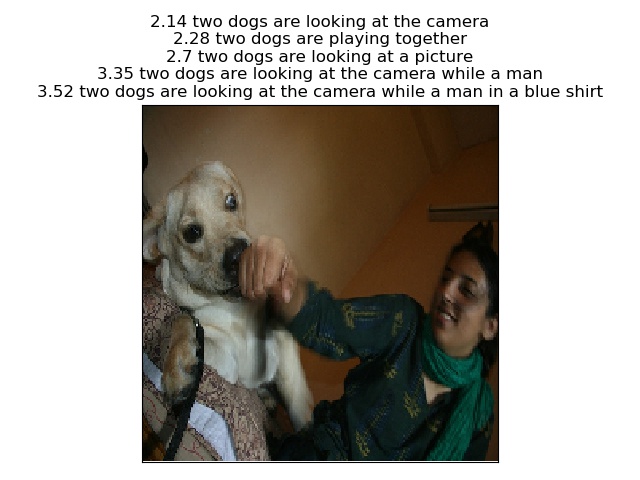 2.14 two dogs are looking at the camera
2.28 two dogs are playing together
2.7 two dogs are looking at a picture
3.35 two dogs are looking at the camera while a man
3.52 two dogs are looking at the camera while a man in a blue shirt